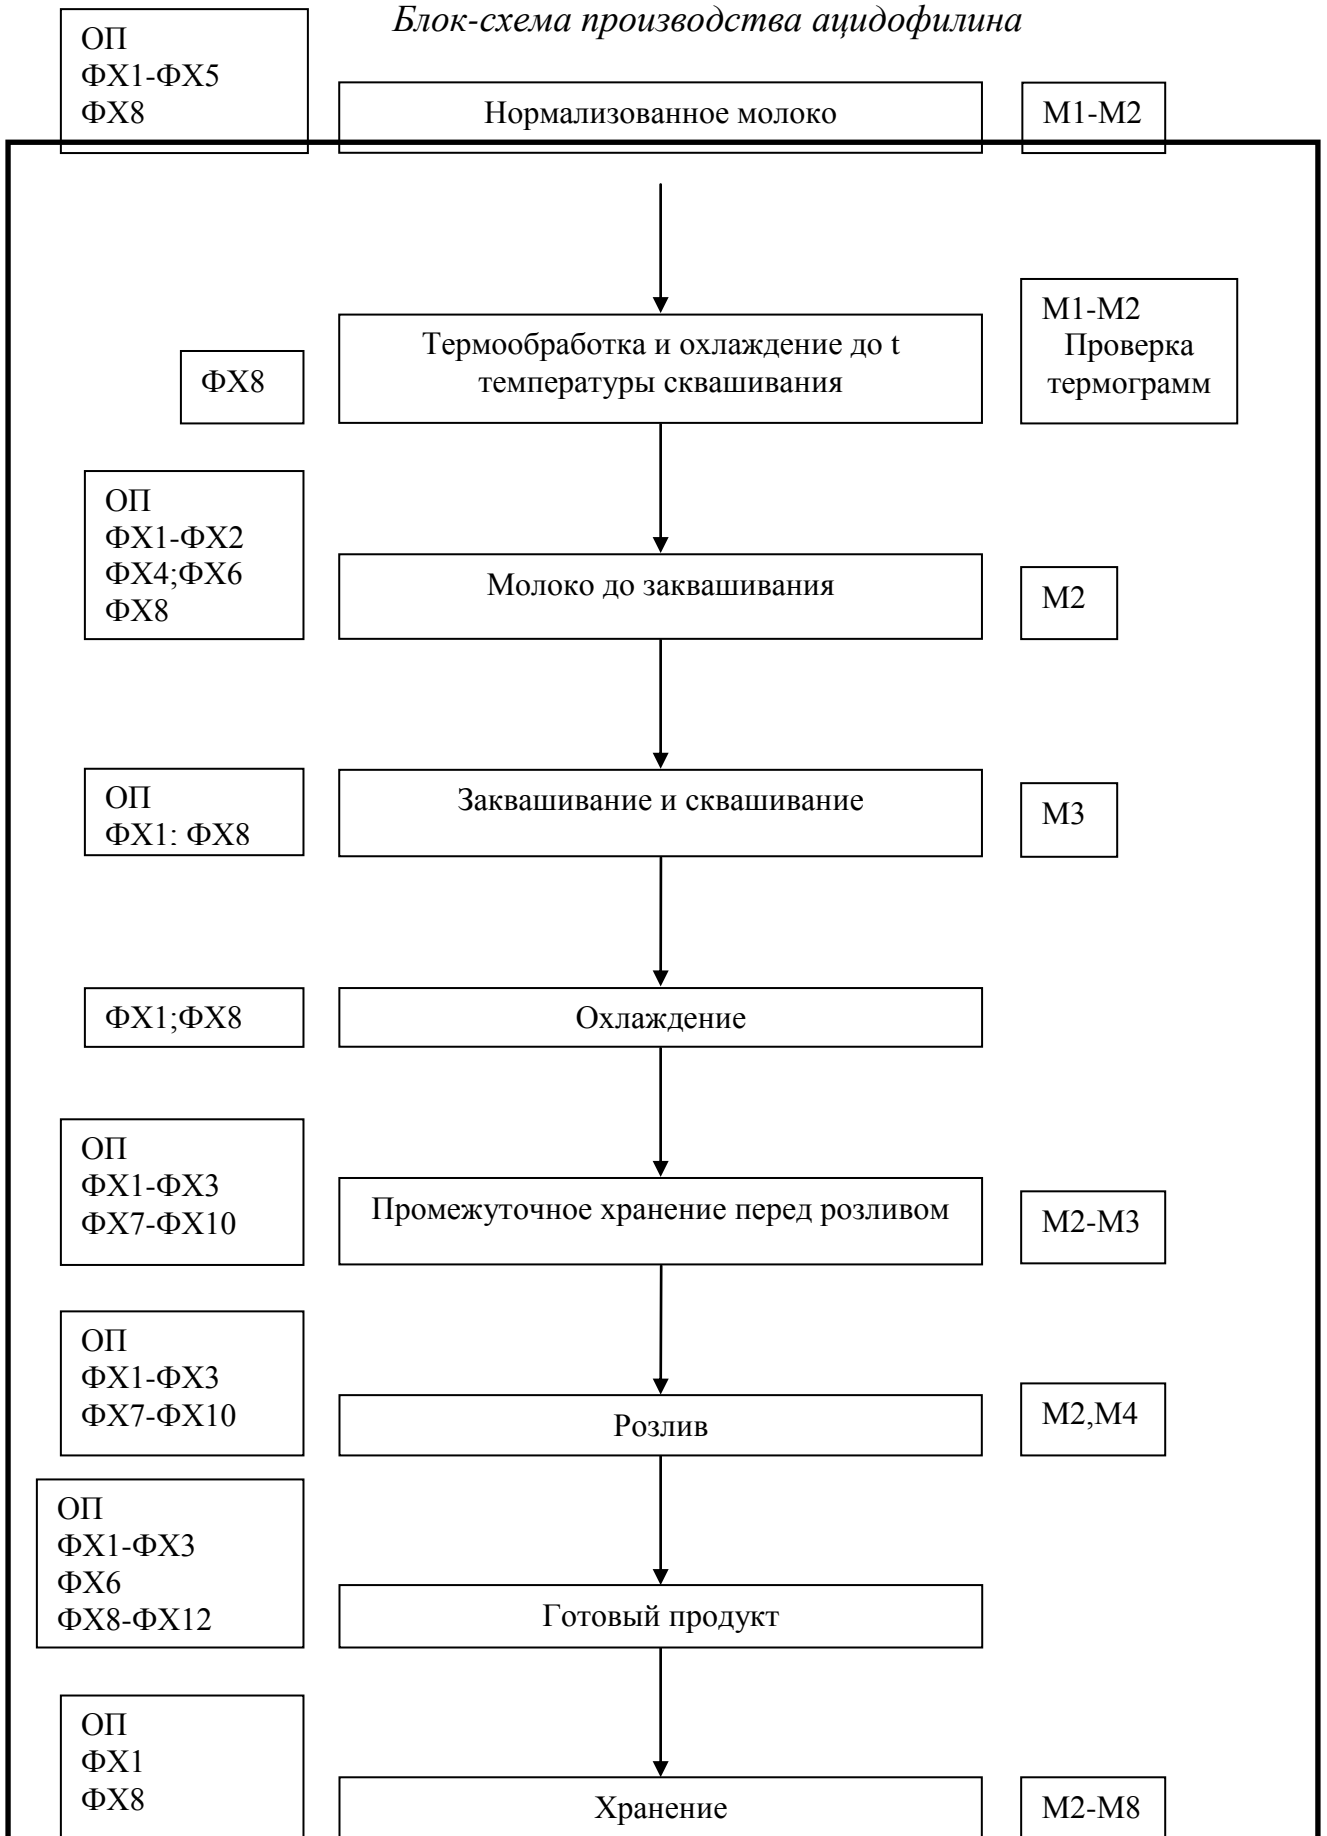 Блок-схема производства ацидофилина
ОП
ФХ1-ФХ5
ФХ8
Нормализованное молоко
М1-М2
ФХ8
Термообработка и охлаждение до t
температуры сквашивания
М1-М2
Проверка
термограмм
ОП
ФХ1-ФХ2
ФХ4;ФХ6
ФХ8
Молоко до заквашивания
М2
ОП
ФХ1; ФХ8
Заквашивание и сквашивание
М3
ФХ1;ФХ8
Охлаждение
ОП
ФХ1-ФХ3
ФХ7-ФХ10
Промежуточное хранение перед розливом
М2-М3
ОП
ФХ1-ФХ3
ФХ7-ФХ10
Розлив
М2,М4
ОП
ФХ1-ФХ3
ФХ6
ФХ8-ФХ12
Готовый продукт
ОП
ФХ1
ФХ8
Хранение
М2-М8